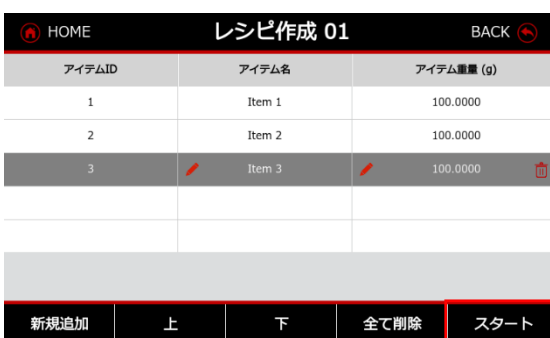 HOME レシピ作成 01 BACK
アイテムID アイテム名 アイテム重量 (g)
1 Item 1 100.0000
2 Item 2 100.0000
3 Item 3 100.0000
新規追加 上 下 全て削除 スタート